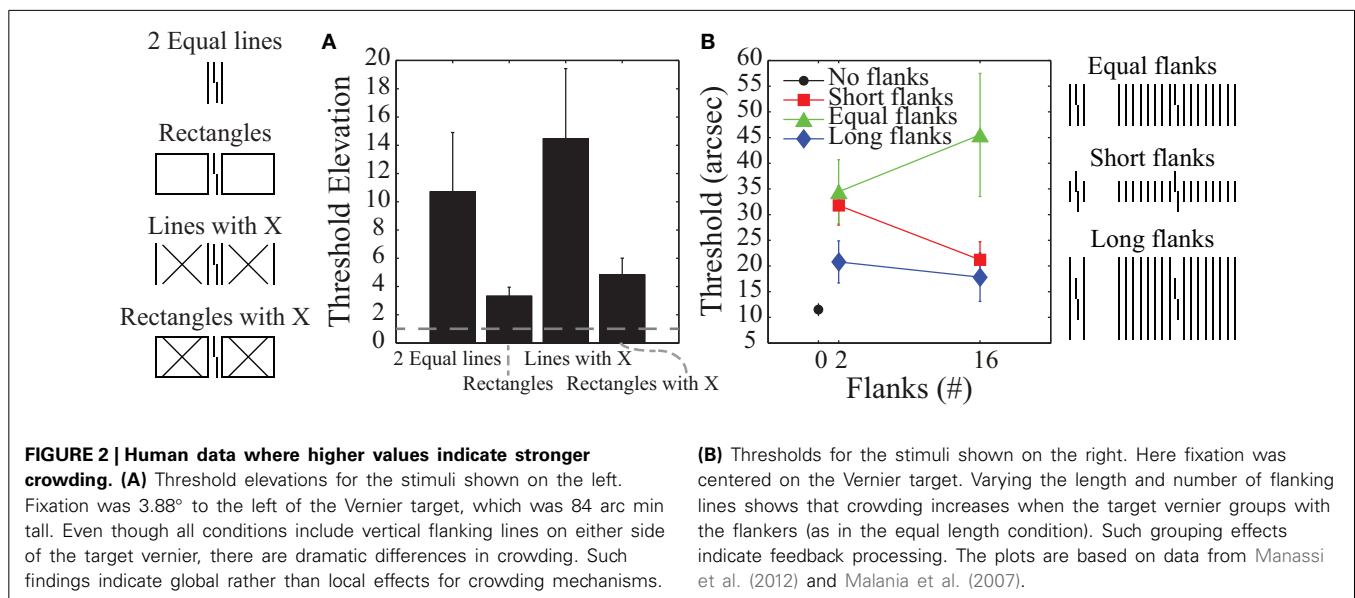 2 Equal lines
Rectangles
Lines with X
Rectangles with X
A
Threshold Elevation
20
18
16
14
12
10
8
6
4
2
0
2 Equal lines
Rectangles
Lines with X
Rectangles with X
B
Threshold (arcsec)
60
55
50
45
35
30
25
20
15
10
5
No flanks
Short flanks
Equal flanks
Long flanks
0 2 16
Flanks (#)
Equal flanks
Short flanks
Long flanks
FIGURE 2 | Human data where higher values indicate stronger
crowding. (A) Threshold elevations for the stimuli shown on the left.
Fixation was 3.88° to the left of the Vernier target, which was 84 arc min
tall. Even though all conditions include vertical flanking lines on either side
of the target vernier, there are dramatic differences in crowding. Such
findings indicate global rather than local effects for crowding mechanisms.
(B) Thresholds for the stimuli shown on the right. Here fixation was
centered on the Vernier target. Varying the length and number of flanking
lines shows that crowding increases when the target vernier groups with
the flankers (as in the equal length condition). Such grouping effects
indicate feedback processing. The plots are based on data from Manassi
et al. (2012) and Malania et al. (2007).